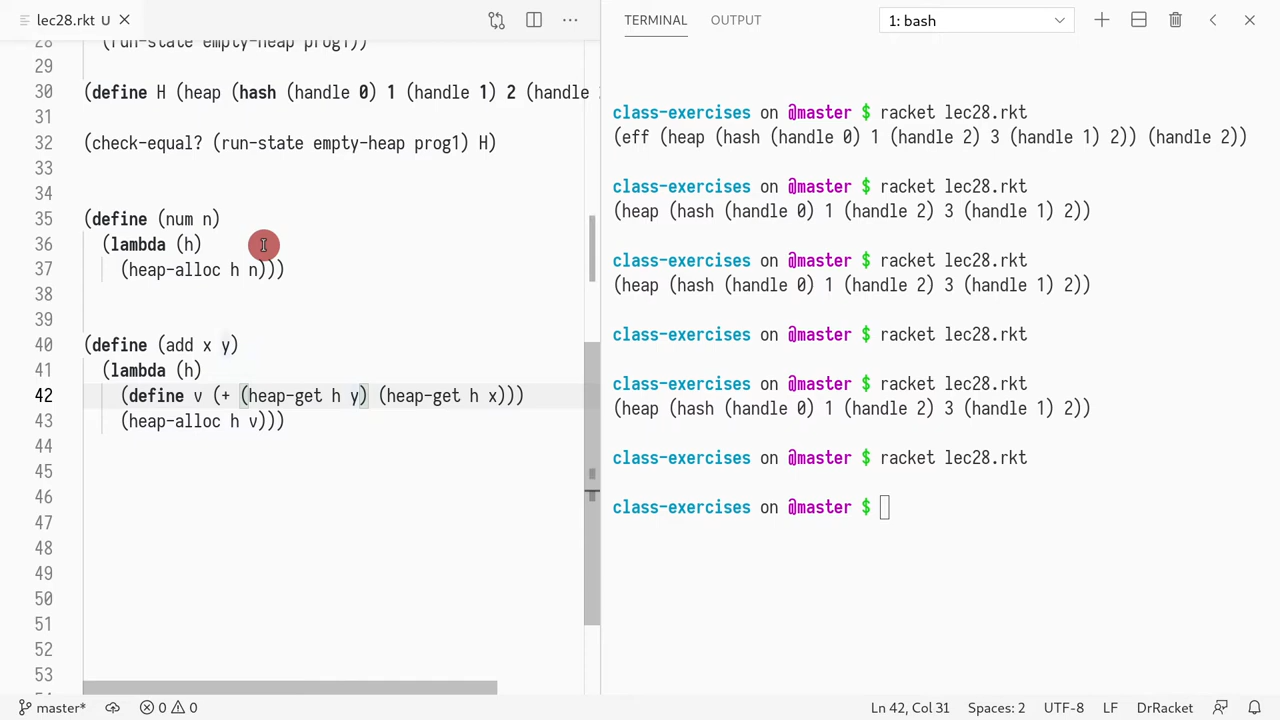 lec28.rkt U
28 (run-state empty-heap prog1))
29
30 (define H (heap (hash (handle 0) 1 (handle 1) 2 (handle
31
32 (check-equal? (run-state empty-heap prog1) H)
33
34
35 (define (num n)
36 (lambda (h)
37 (heap-alloc h n)))
38
39
40 (define (add x y)
41 (lambda (h)
42 (define v (+ (heap-get h y) (heap-get h x)))
43 (heap-alloc h v)))
44
45
46
47
48
49
50
51
52
53
TERMINAL OUTPUT 1: bash
class-exercises on @master $ racket lec28.rkt
(eff (heap (hash (handle 0) 1 (handle 2) 3 (handle 1) 2)) (handle 2))
class-exercises on @master $ racket lec28.rkt
(heap (hash (handle 0) 1 (handle 2) 3 (handle 1) 2))
class-exercises on @master $ racket lec28.rkt
(heap (hash (handle 0) 1 (handle 2) 3 (handle 1) 2))
class-exercises on @master $ racket lec28.rkt
class-exercises on @master $ racket lec28.rkt
(heap (hash (handle 0) 1 (handle 2) 3 (handle 1) 2))
class-exercises on @master $ racket lec28.rkt
class-exercises on @master $
master* 0 0 Ln 42, Col 31 Spaces: 2 UTF-8 LF DrRacket